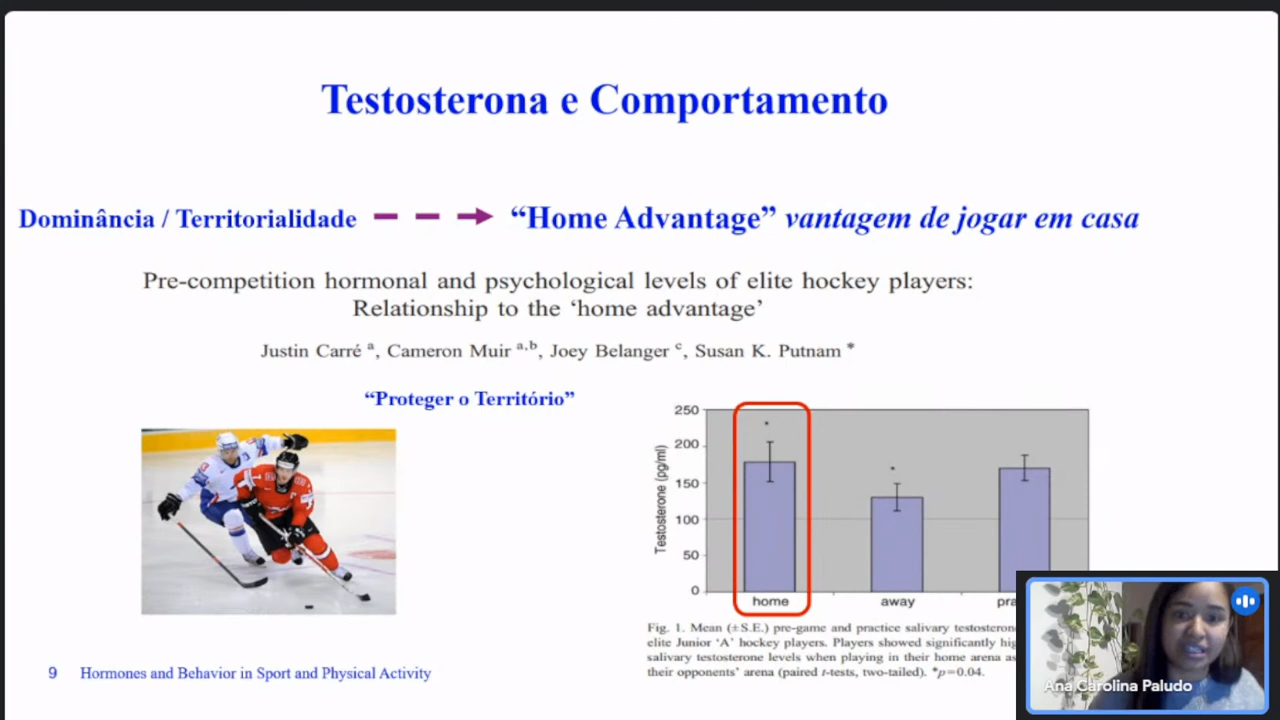 Testosterona e Comportamento
Dominância / Territorialidade
“Home Advantage” vantagem de jogar em casa
Pre-competition hormonal and psychological levels of elite hockey players:
Relationship to the ‘home advantage’
Justin Carré a, Cameron Muir a,b, Joey Belanger c, Susan K. Putnam *
“Proteger o Território”
Testosterone (pg/ml)
250
200
150
100
50
0
*
*
home
away
Fig. 1. Mean (±S.E.) pre-game and practice salivary
elite Junior ‘A’ hockey players. Players showed significantly
salivary testosterone levels when playing in their home arena
their opponents’ arena (paired t-tests, two-tailed). *p=0.04.
9 Hormones and Behavior in Sport and Physical Activity
Ana Carolina Paludo